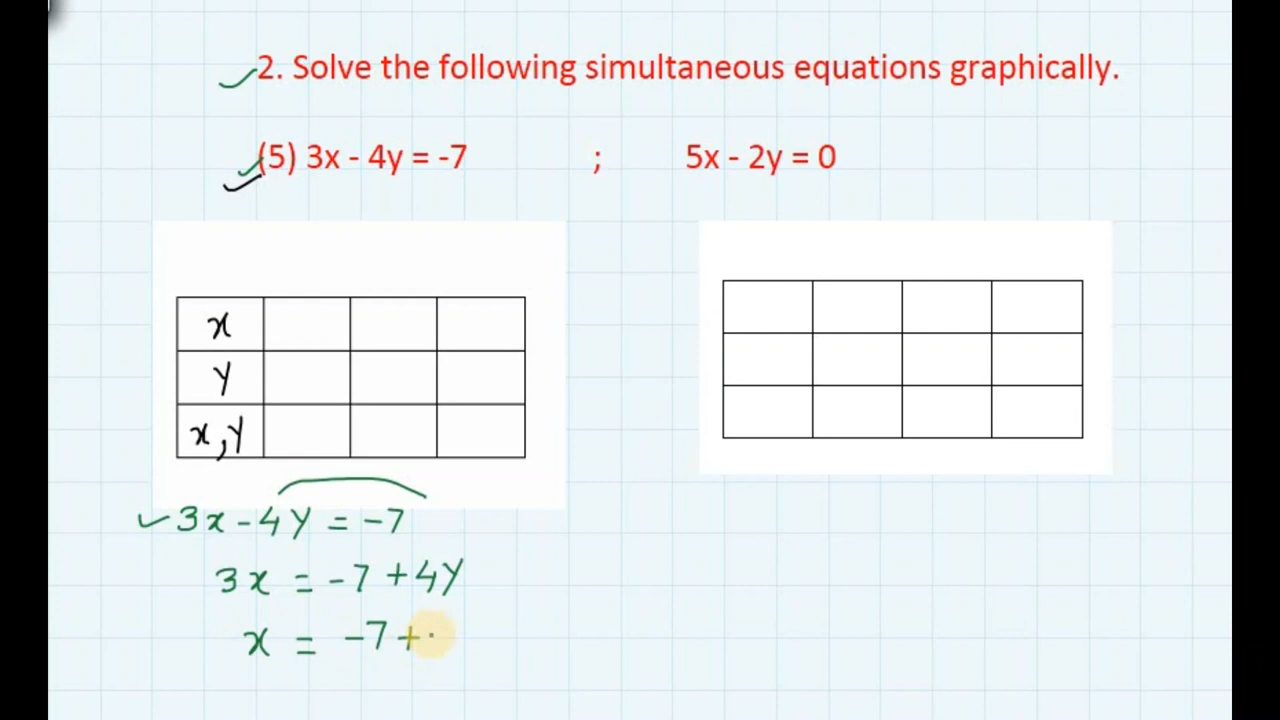 2. Solve the following simultaneous equations graphically.
(5) 3x - 4y = -7 ; 5x - 2y = 0
x
y
x,y
3x - 4y = -7
3x = -7 + 4y
x = -7 +